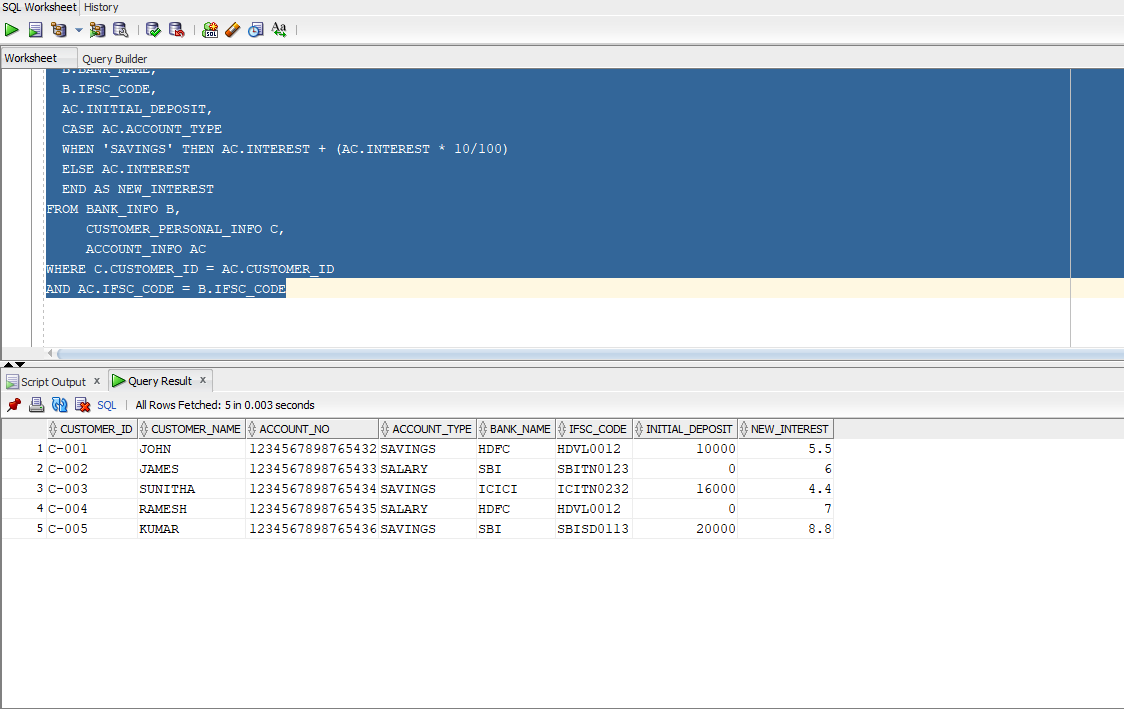 SQL Worksheet History
SQL
Aa
Worksheet Query Builder
B.BANK_NAME,
B.IFSC_CODE,
AC.INITIAL_DEPOSIT,
CASE AC.ACCOUNT_TYPE
WHEN 'SAVINGS' THEN AC.INTEREST + (AC.INTEREST * 10/100)
ELSE AC.INTEREST
END AS NEW_INTEREST
FROM BANK_INFO B,
CUSTOMER_PERSONAL_INFO C,
ACCOUNT_INFO AC
WHERE C.CUSTOMER_ID = AC.CUSTOMER_ID
AND AC.IFSC_CODE = B.IFSC_CODE
Script Output x Query Result x
SQL All Rows Fetched: 5 in 0.003 seconds
CUSTOMER_ID CUSTOMER_NAME ACCOUNT_NO ACCOUNT_TYPE BANK_NAME IFSC_CODE INITIAL_DEPOSIT NEW_INTEREST
1 C-001 JOHN 1234567898765432 SAVINGS HDFC HDVL0012 10000 5.5
2 C-002 JAMES 1234567898765433 SALARY SBI SBITN0123 0 6
3 C-003 SUNITHA 1234567898765434 SAVINGS ICICI ICITN0232 16000 4.4
4 C-004 RAMESH 1234567898765435 SALARY HDFC HDVL0012 0 7
5 C-005 KUMAR 1234567898765436 SAVINGS SBI SBISD0113 20000 8.8